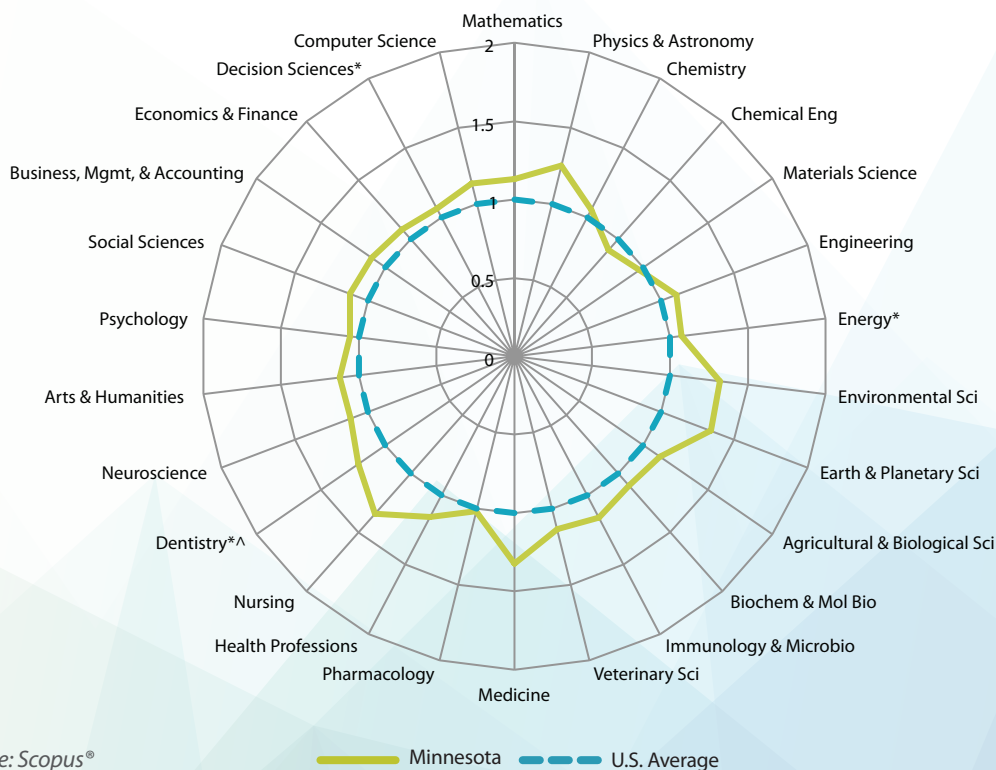 Mathematics
Computer Science
2
Physics & Astronomy
Decision Sciences*
Chemistry
Economics & Finance
1.5
Chemical Eng
Business, Mgmt, & Accounting
Materials Science
1
Social Sciences
Engineering
0.5
Psychology
Energy*
0
Arts & Humanities
Environmental Sci
Neuroscience
Earth & Planetary Sci
Dentistry*^
Agricultural & Biological Sci
Nursing
Biochem & Mol Bio
Health Professions
Immunology & Microbio
Pharmacology
Veterinary Sci
Medicine
e: Scopus®
Minnesota
U.S. Average